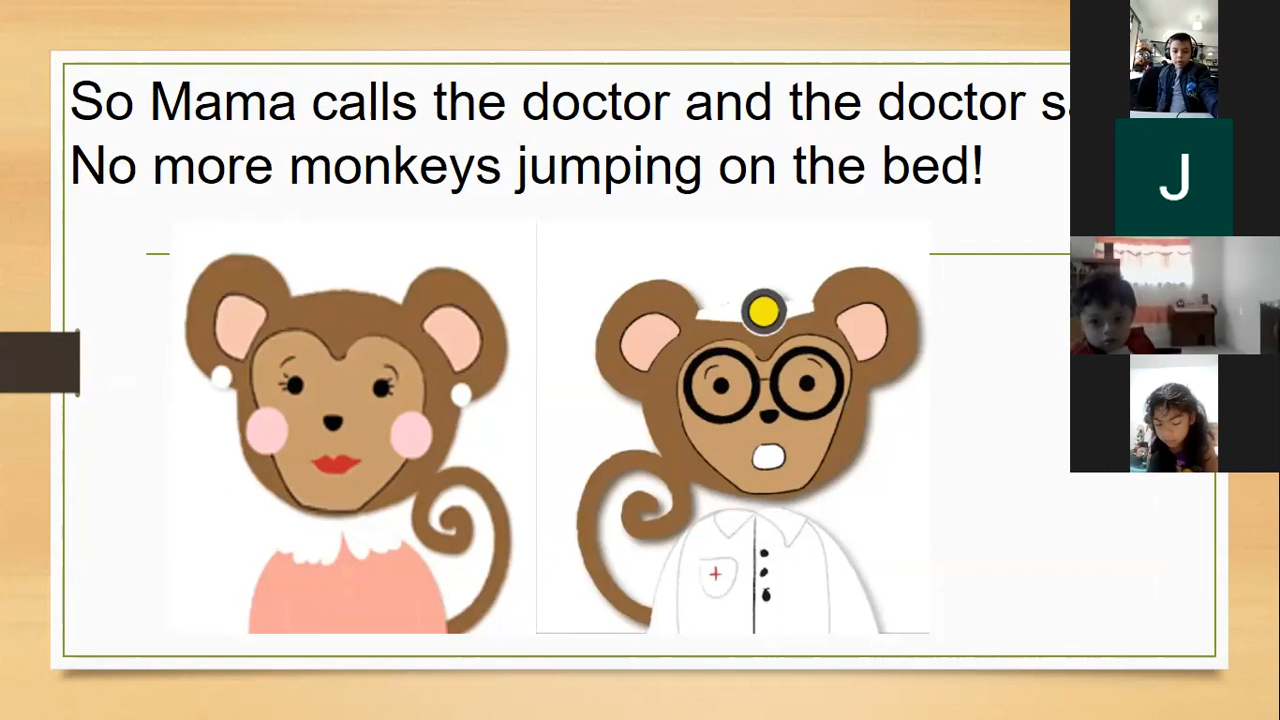 So Mama calls the doctor and the doctor
No more monkeys jumping on the bed!
J